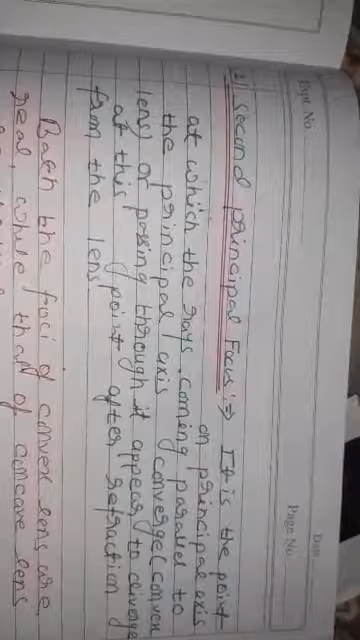 Expt. No.
Date
Page No.
2) Second principal Focus :⇒ It is the point
on principal axis
at which the rays coming parallel to
the principal axis converge (convex
lens) or passing through it appear to diverge
at this point after refraction
from the lens.
Both the foci of convex lens are
real, while that of concave lens